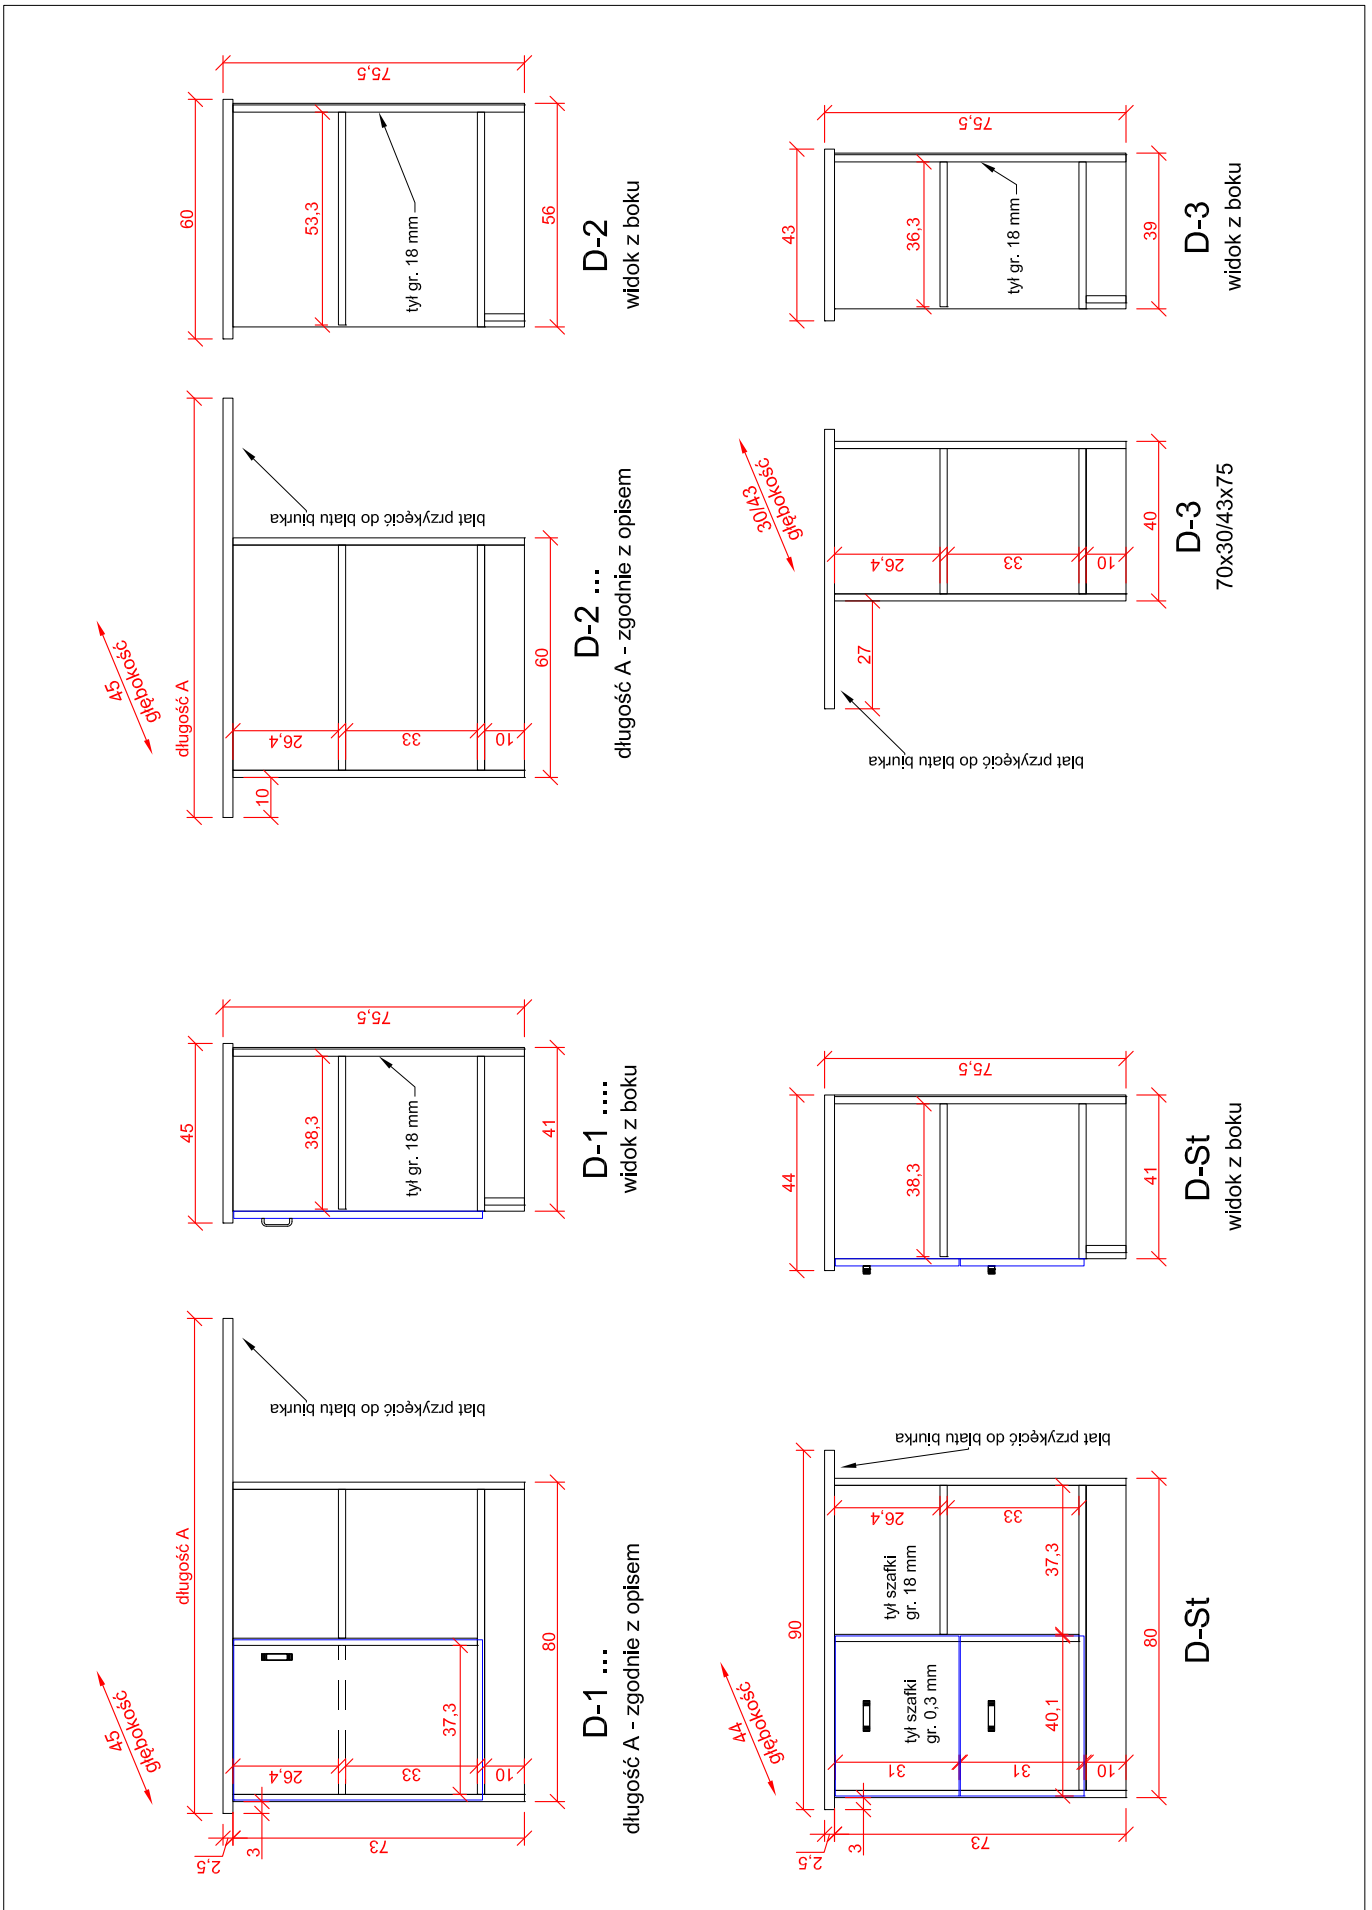 45
głębokość
długość A
blat przykęcić do blatu biurka
2,5
3
73
26,4
33
10
37,3
80
D-1 ...
długość A - zgodnie z opisem
45
75,5
38,3
tył gr. 18 mm
41
D-1 ....
widok z boku
45
głębokość
długość A
blat przykęcić do blatu biurka
10
26,4
33
10
60
D-2 ...
długość A - zgodnie z opisem
60
75,5
53,3
tył gr. 18 mm
56
D-2
widok z boku
44
głębokość
90
blat przykęcić do blatu biurka
2,5
3
73
31
31
10
tył szafki
gr. 0,3 mm
tył szafki
gr. 18 mm
26,4
33
40,1
37,3
80
D-St
44
75,5
38,3
41
D-St
widok z boku
30/43
głębokość
blat przykęcić do blatu biurka
27
26,4
33
10
40
D-3
70x30/43x75
43
75,5
36,3
tył gr. 18 mm
39
D-3
widok z boku